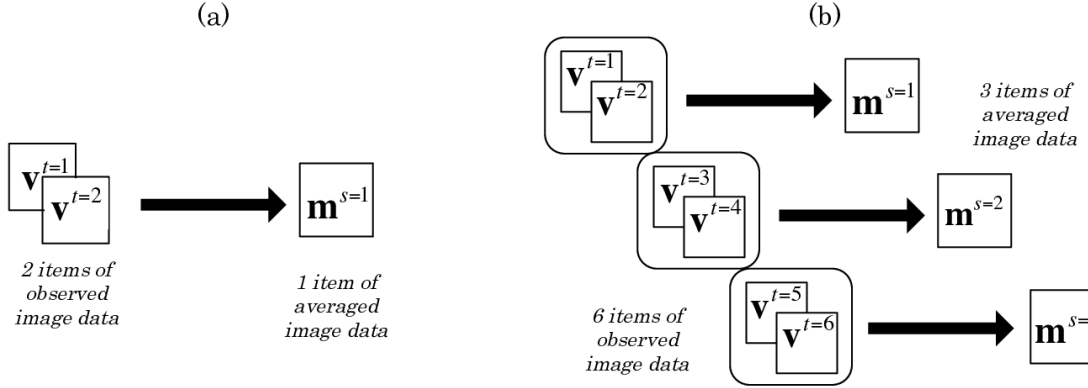 (a)
v^{t=1}
v^{t=2}
m^{s=1}
2 items of
observed
image data
1 item of
averaged
image data
(b)
v^{t=1}
v^{t=2}
m^{s=1}
3 items of
averaged
image data
v^{t=3}
v^{t=4}
m^{s=2}
v^{t=5}
v^{t=6}
m^{s=
6 items of
observed
image data